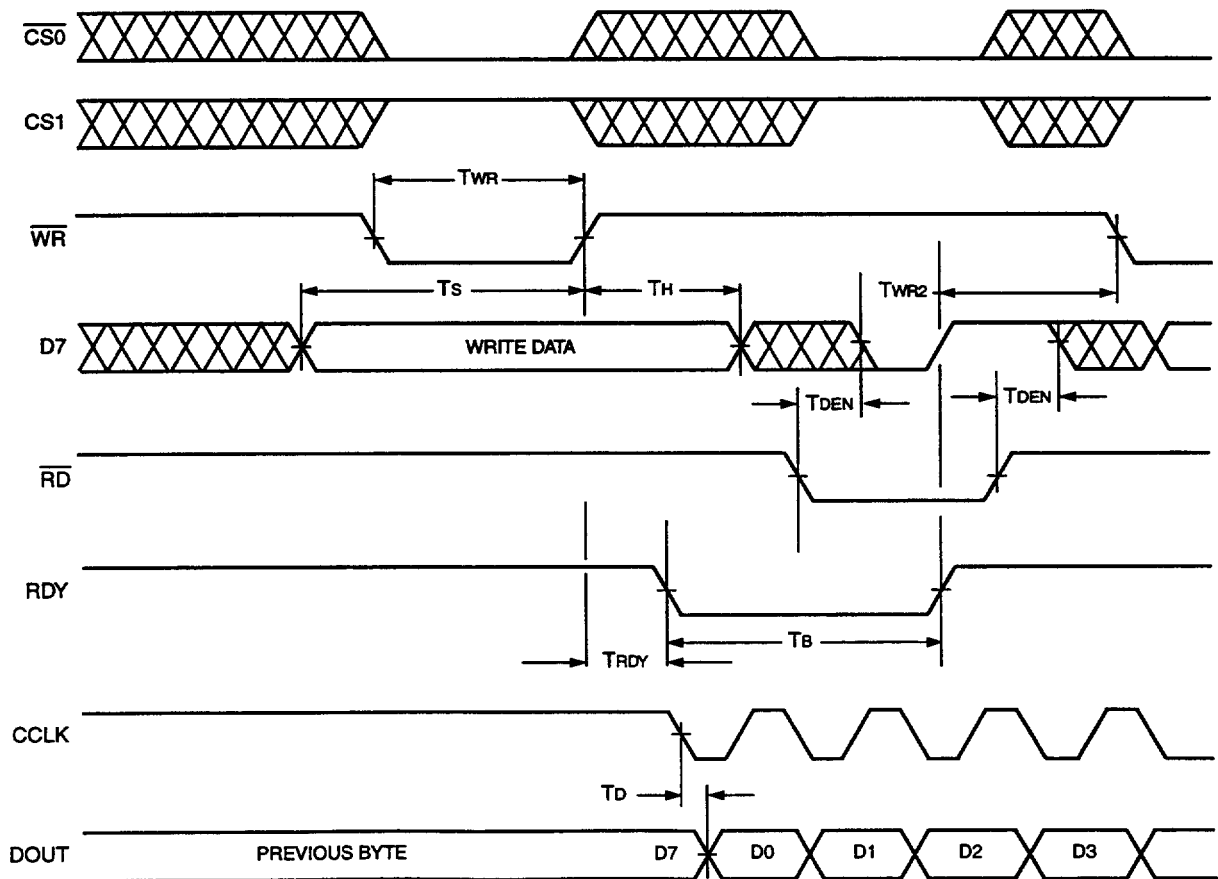 CS0
CS1
TWR
WR
TS TH TWR2
D7 WRITE DATA
TDEN TDEN
RD
RDY
TB
TRDY
CCLK
TD
DOUT PREVIOUS BYTE D7 D0 D1 D2 D3